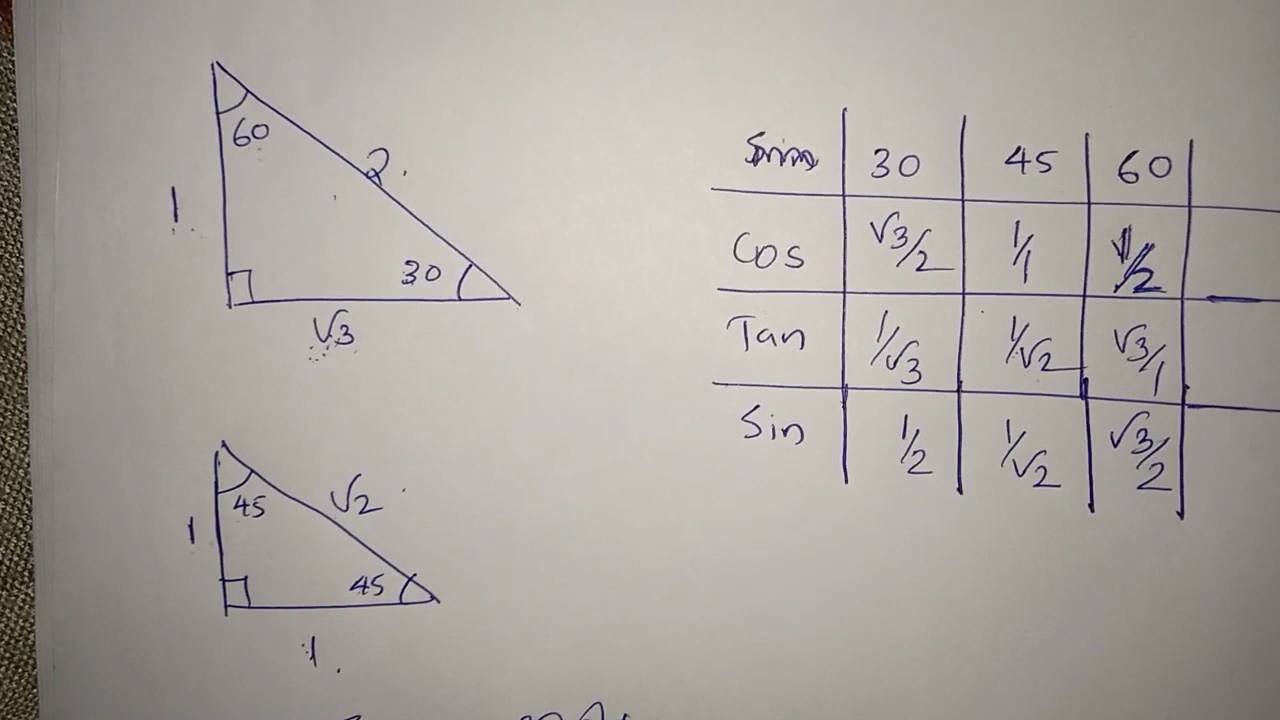 60
2
1
30
√3
45
√2
1
45
1
30 45 60
Cos √3/2 1/1 1/2
Tan 1/√3 1/√2 √3/1
Sin 1/2 1/√2 √3/2